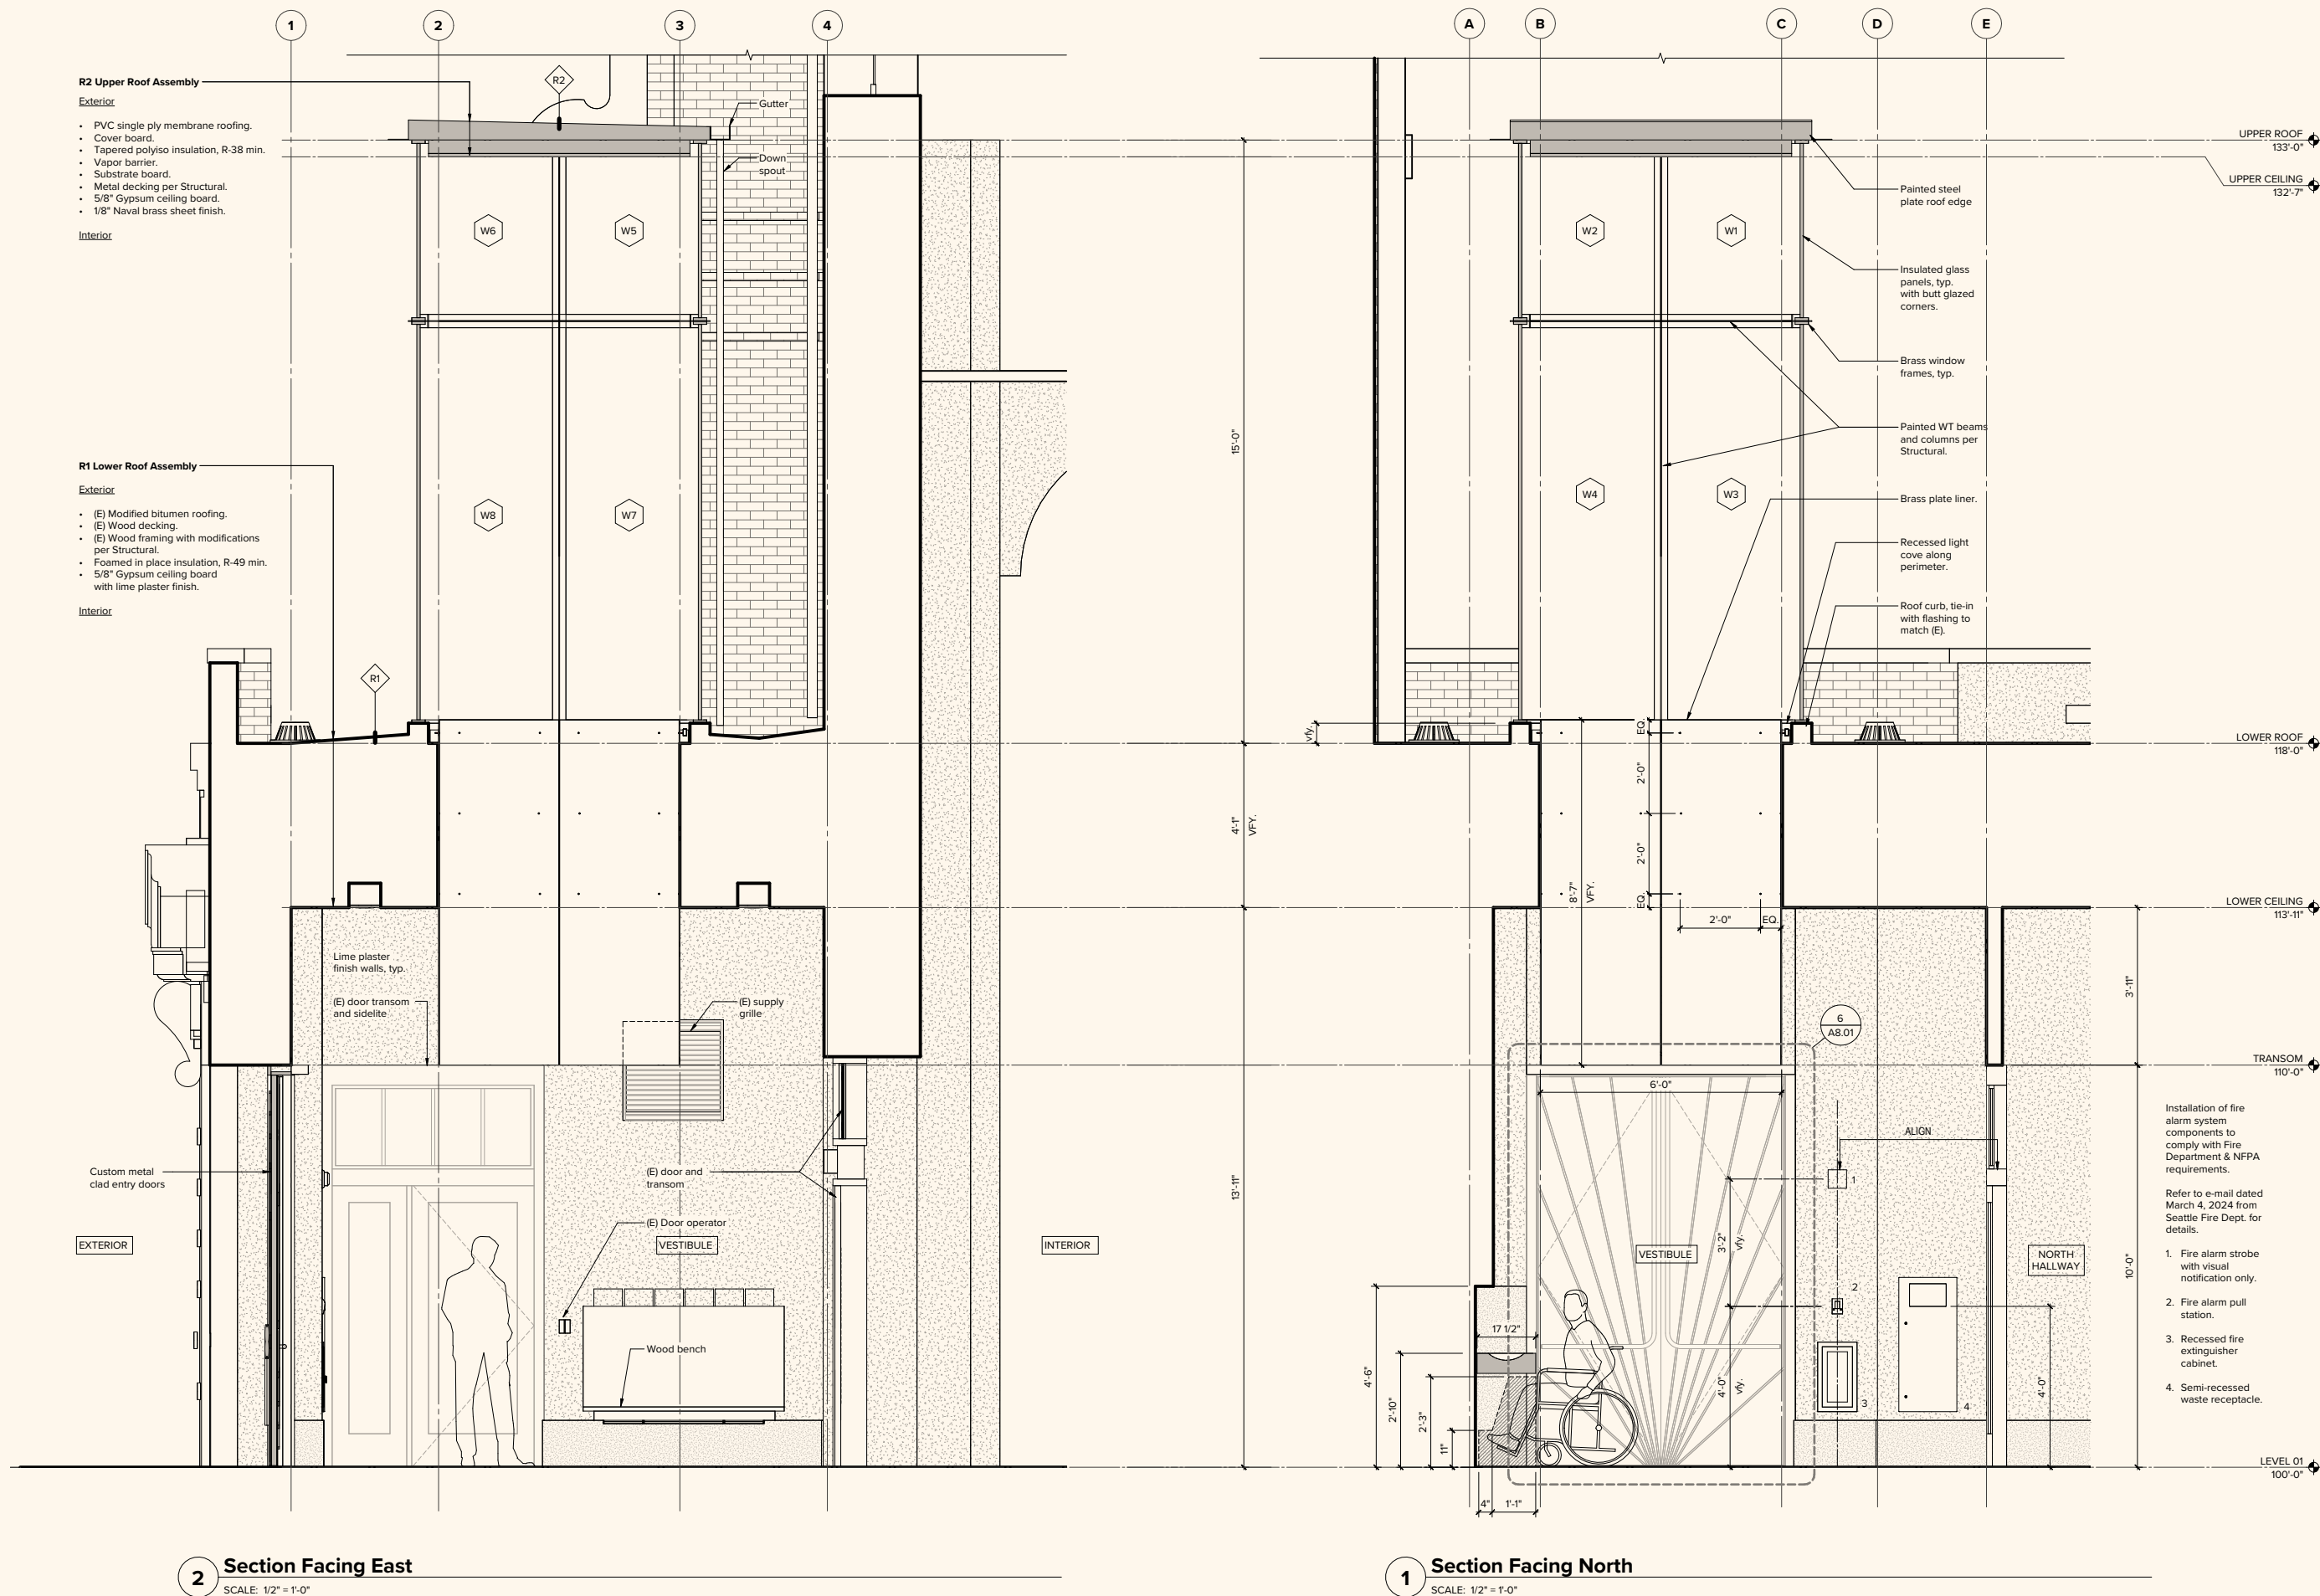 1
2
3
4
R2 Upper Roof Assembly
Exterior
• PVC single ply membrane roofing.
• Cover board.
• Tapered polyiso insulation, R-38 min.
• Vapor barrier.
• Substrate board.
• Metal decking per Structural.
• 5/8" Gypsum ceiling board.
• 1/8" Naval brass sheet finish.
Interior
R2
Gutter
Down
spout
W6
W5
R1 Lower Roof Assembly
Exterior
• (E) Modified bitumen roofing.
• (E) Wood decking.
• (E) Wood framing with modifications
per Structural.
• Foamed in place insulation, R-49 min.
• 5/8" Gypsum ceiling board
with lime plaster finish.
Interior
W8
W7
R1
Lime plaster
finish walls, typ.
(E) door transom
and sidelite
(E) supply
grille
Custom metal
clad entry doors
(E) door and
transom
(E) Door operator
EXTERIOR
VESTIBULE
INTERIOR
Wood bench
15'-0"
4'-1"
VFY.
13'-11"
2
Section Facing East
SCALE: 1/2" = 1'-0"
A
B
C
D
E
UPPER ROOF
133'-0"
UPPER CEILING
132'-7"
Painted steel
plate roof edge
W2
W1
Insulated glass
panels, typ.
with butt glazed
corners.
Brass window
frames, typ.
Painted WT beams
and columns per
Structural.
W4
W3
Brass plate liner.
Recessed light
cove along
perimeter.
Roof curb, tie-in
with flashing to
match (E).
vfy.
EQ.
LOWER ROOF
118'-0"
2'-0"
2'-0"
8'-7"
VFY.
EQ.
2'-0"
EQ.
LOWER CEILING
113'-11"
3'-11"
6
A8.01
TRANSOM
110'-0"
6'-0"
ALIGN
1
3'-2"
vfy.
VESTIBULE
NORTH
HALLWAY
2
10'-0"
17 1/2"
4'-6"
2'-10"
2'-3"
11"
4'-0"
vfy.
3
4
4'-0"
4"
1'-1"
LEVEL 01
100'-0"
Installation of fire
alarm system
components to
comply with Fire
Department & NFPA
requirements.
Refer to e-mail dated
March 4, 2024 from
Seattle Fire Dept. for
details.
1. Fire alarm strobe
with visual
notification only.
2. Fire alarm pull
station.
3. Recessed fire
extinguisher
cabinet.
4. Semi-recessed
waste receptacle.
1
Section Facing North
SCALE: 1/2" = 1'-0"